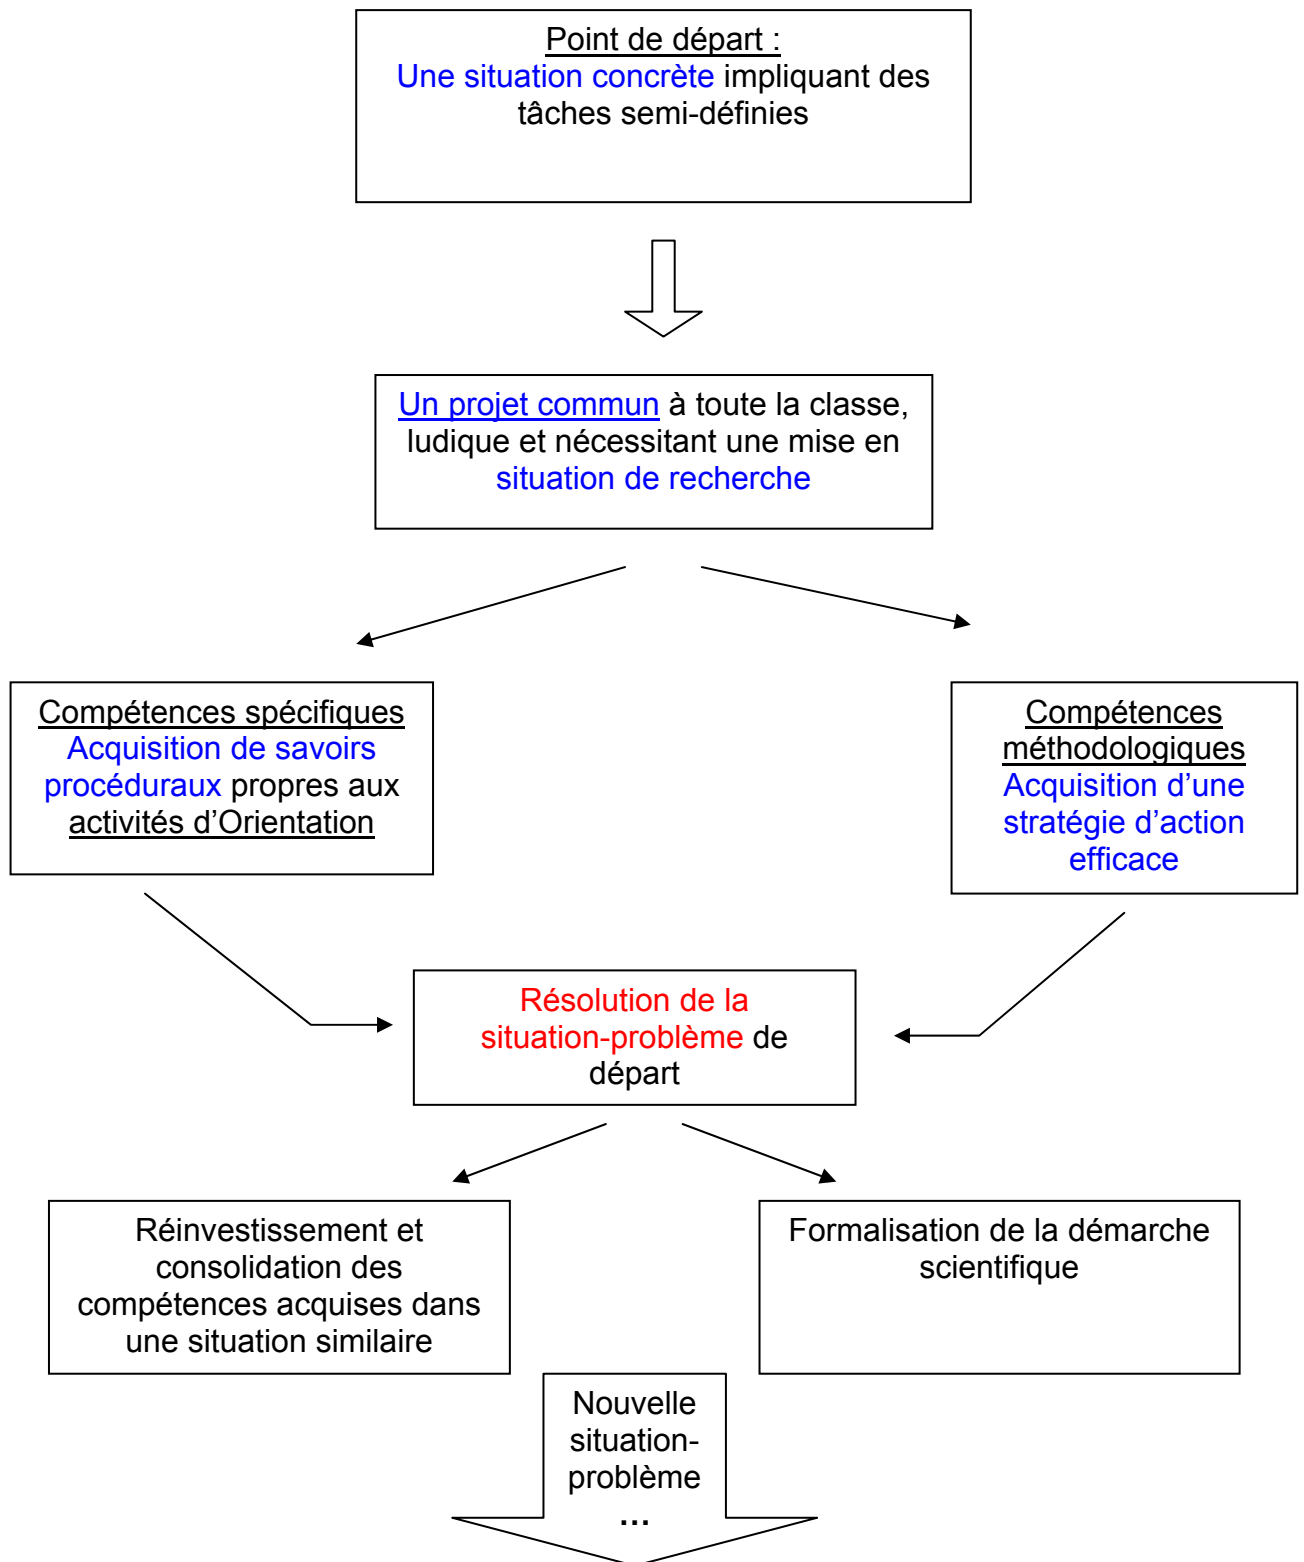 Point de départ :
Une situation concrète impliquant des
tâches semi-définies
Un projet commun à toute la classe,
ludique et nécessitant une mise en
situation de recherche
Compétences spécifiques
Acquisition de savoirs
procéduraux propres aux
activités d’Orientation
Compétences
méthodologiques
Acquisition d’une
stratégie d’action
efficace
Résolution de la
situation-problème de
départ
Réinvestissement et
consolidation des
compétences acquises dans
une situation similaire
Formalisation de la démarche
scientifique
Nouvelle
situation-
problème
...